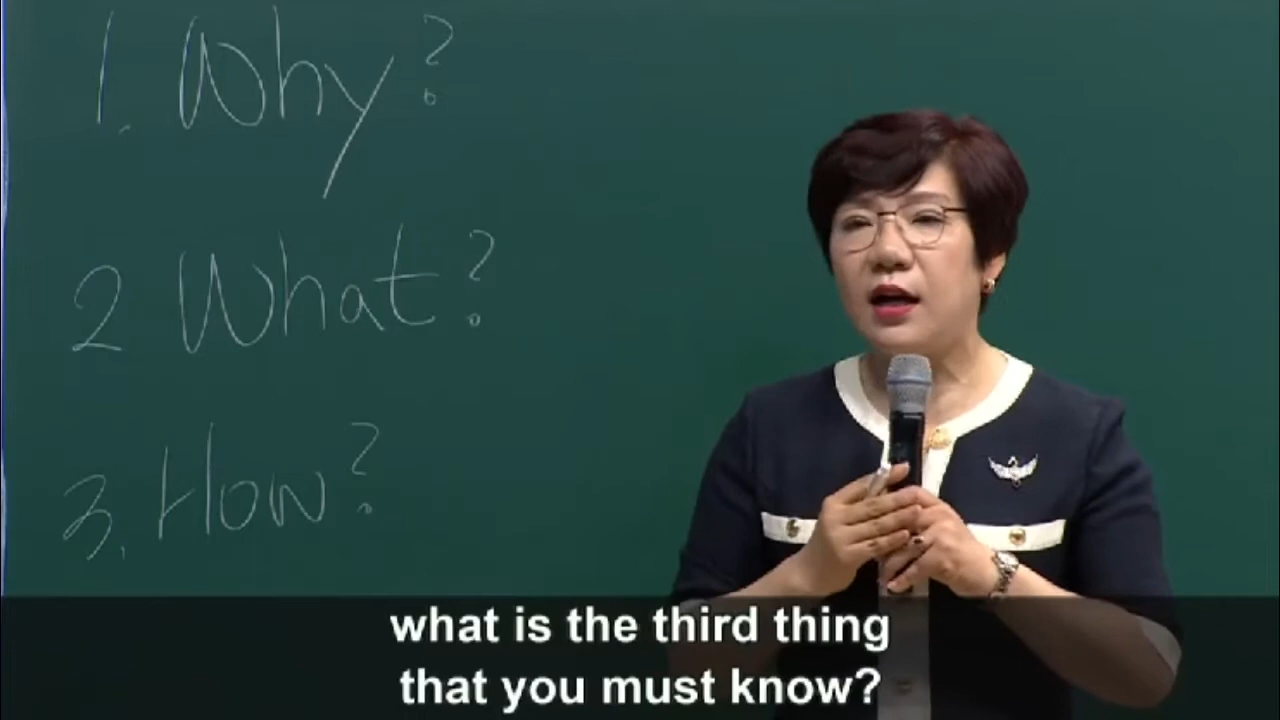 1. Why?
2 What?
3. How?
what is the third thing
that you must know?